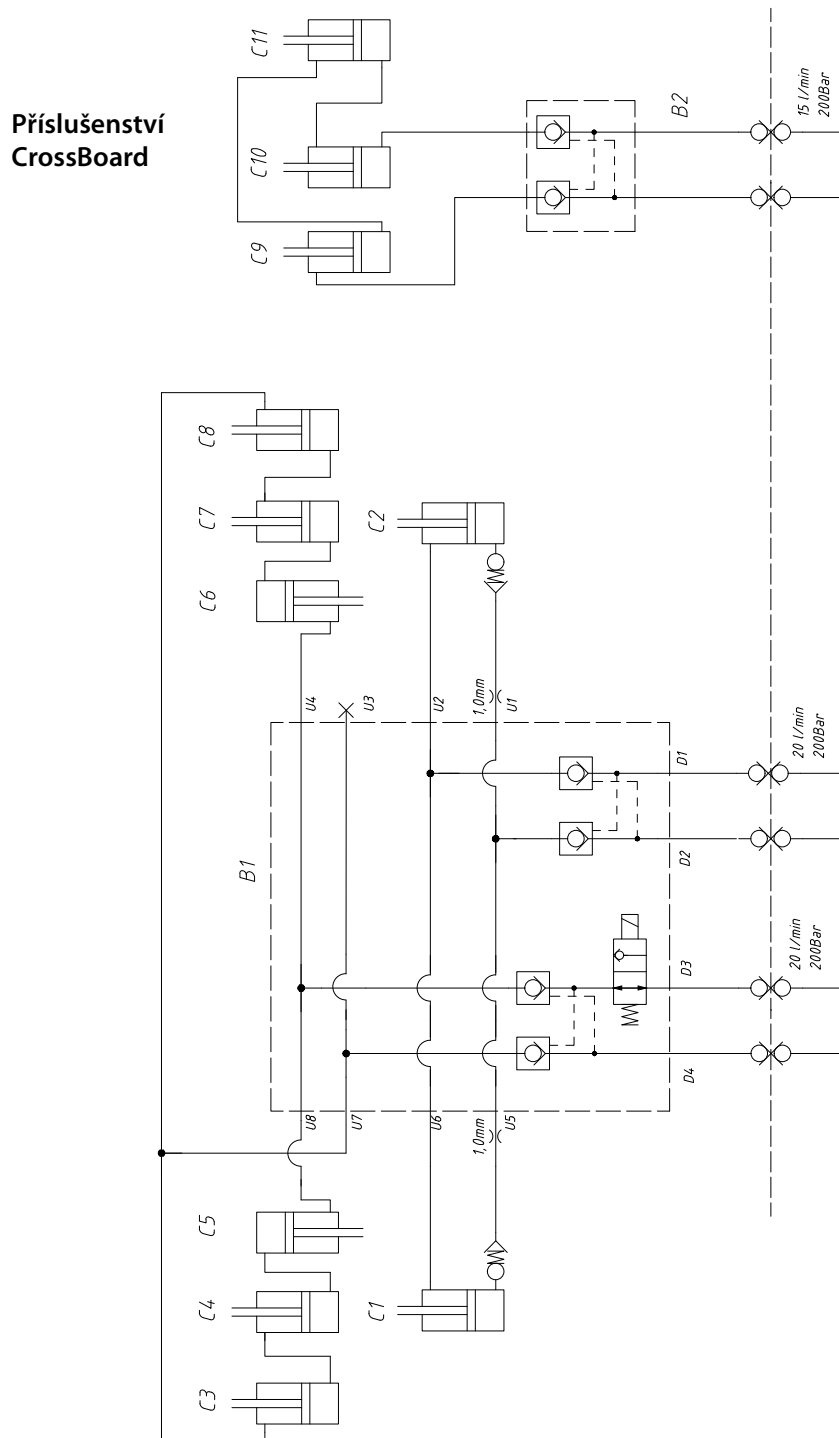 Příslušenství
CrossBoard
C11
C10
C9
B2
15 l/min
200Bar
C8
C7
C6
C2
U4
U3
U2
1,0mm
U1
D1
20 l/min
200Bar
B1
D2
D3
20 l/min
200Bar
D4
U8
U7
U6
1,0mm
U5
C5
C4
C3
C1